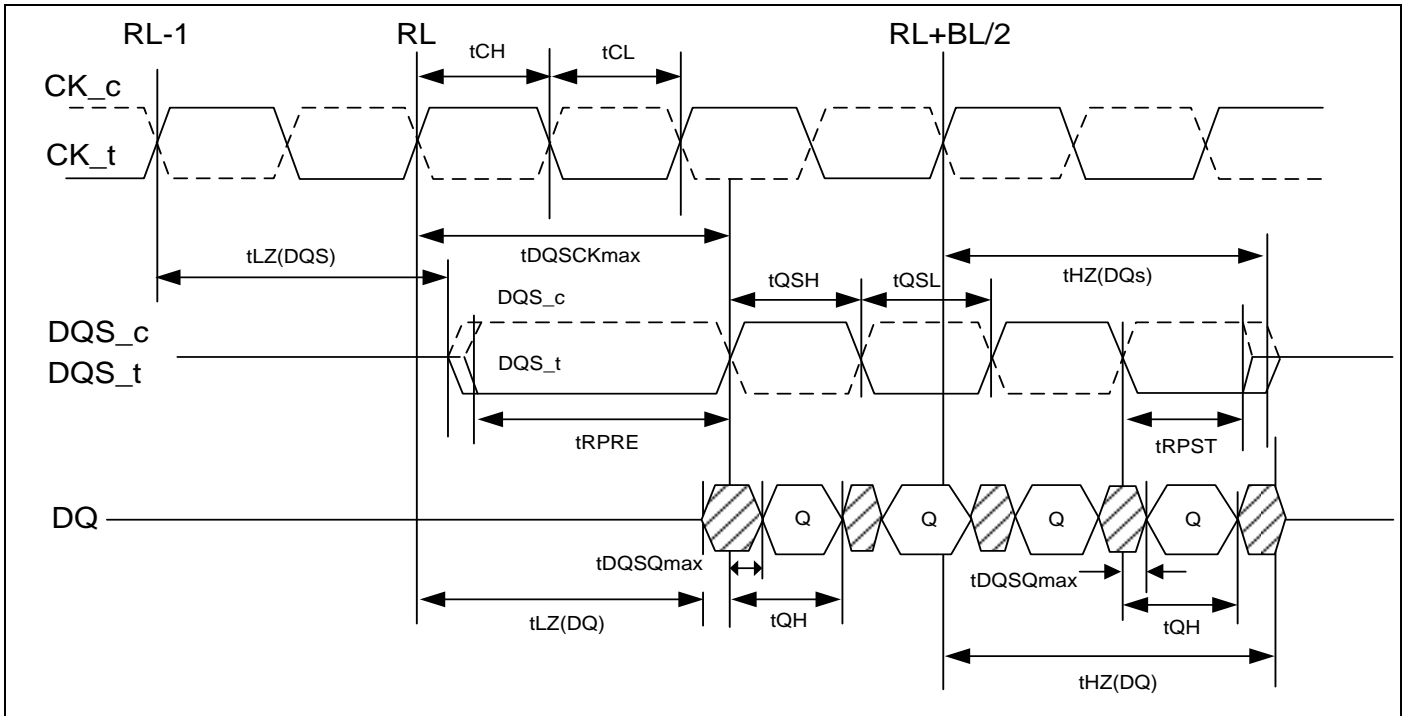 RL-1
RL
RL+BL/2
tCH
tCL
CK_c
CK_t
tLZ(DQS)
tDQSCKmax
tHZ(DQs)
tQSH
tQSL
DQS_c
DQS_c
DQS_t
DQS_t
tRPRE
tRPST
DQ
Q
Q
Q
Q
tDQSQmax
tDQSQmax
tLZ(DQ)
tQH
tQH
tHZ(DQ)